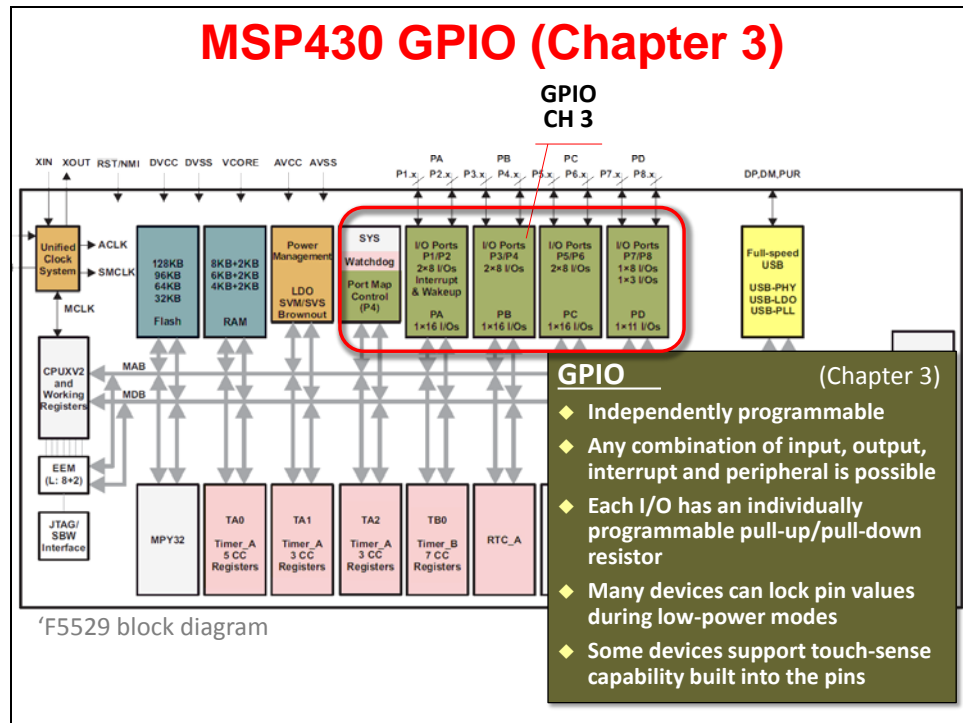 MSP430 GPIO (Chapter 3)
GPIO
CH 3
XIN
XOUT
RST/NMI
DVCC
DVSS
VCORE
AVCC
AVSS
PA
P1.x
P2.x
PB
P3.x
P4.x
PC
P5.x
P6.x
PD
P7.x
P8.x
DP,DM,PUR
Unified
Clock
System
ACLK
SMCLK
MCLK
128KB
96KB
64KB
32KB
Flash
8KB+2KB
6KB+2KB
4KB+2KB
RAM
Power
Management
LDO
SVM/SVS
Brownout
SYS
Watchdog
Port Map
Control
(P4)
I/O Ports
P1/P2
2×8 I/Os
Interrupt
& Wakeup
PA
1×16 I/Os
I/O Ports
P3/P4
2×8 I/Os
PB
1×16 I/Os
I/O Ports
P5/P6
2×8 I/Os
PC
1×16 I/Os
I/O Ports
P7/P8
1×8 I/Os
1×3 I/Os
PD
1×11 I/Os
Full-speed
USB
USB-PHY
USB-LDO
USB-PLL
CPUXV2
and
Working
Registers
MAB
MDB
EEM
(L: 8+2)
JTAG/
SBW
Interface
MPY32
TA0
Timer_A
5 CC
Registers
TA1
Timer_A
3 CC
Registers
TA2
Timer_A
3 CC
Registers
TB0
Timer_B
7 CC
Registers
RTC_A
GPIO (Chapter 3)
◆ Independently programmable
◆ Any combination of input, output,
interrupt and peripheral is possible
◆ Each I/O has an individually
programmable pull-up/pull-down
resistor
◆ Many devices can lock pin values
during low-power modes
◆ Some devices support touch-sense
capability built into the pins
‘F5529 block diagram